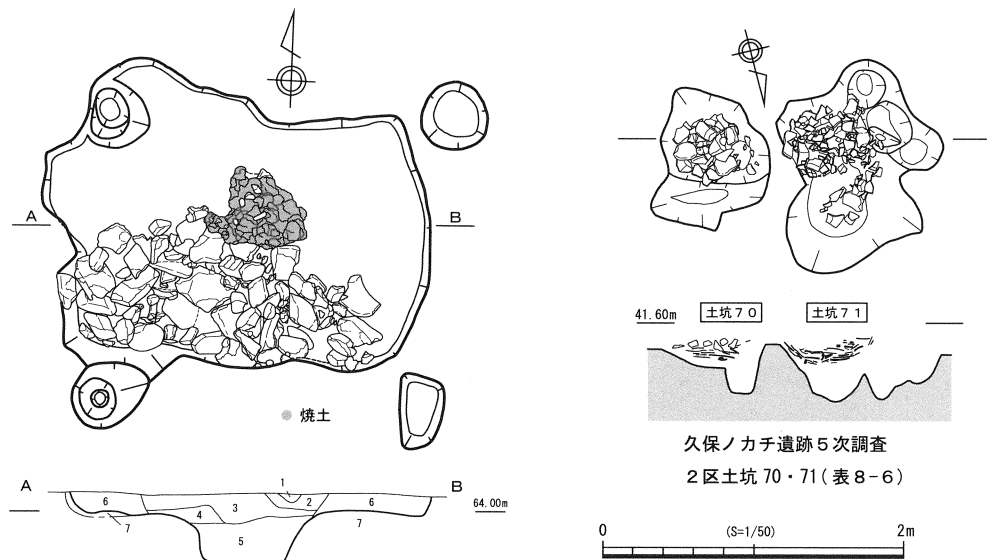 A
B
焼土
A
B
64.00m
1
2
3
4
5
6
6
7
7
41.60m
土坑70
土坑71
久保ノカチ遺跡5次調査
2区土坑70・71(表8-6)
0
(S=1/50)
2m